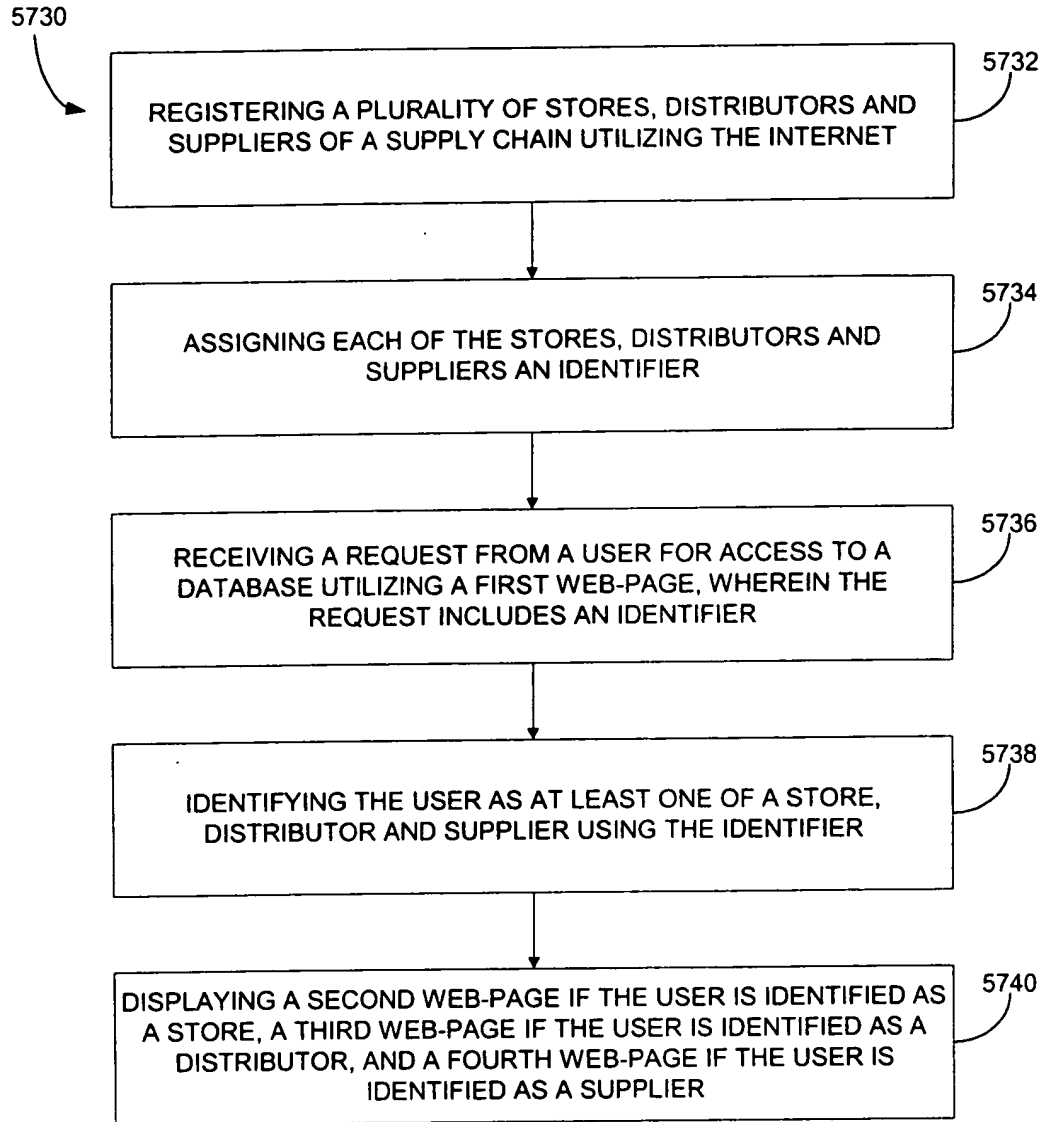 5730
5732
REGISTERING A PLURALITY OF STORES, DISTRIBUTORS AND
SUPPLIERS OF A SUPPLY CHAIN UTILIZING THE INTERNET
5734
ASSIGNING EACH OF THE STORES, DISTRIBUTORS AND
SUPPLIERS AN IDENTIFIER
5736
RECEIVING A REQUEST FROM A USER FOR ACCESS TO A
DATABASE UTILIZING A FIRST WEB-PAGE, WHEREIN THE
REQUEST INCLUDES AN IDENTIFIER
5738
IDENTIFYING THE USER AS AT LEAST ONE OF A STORE,
DISTRIBUTOR AND SUPPLIER USING THE IDENTIFIER
5740
DISPLAYING A SECOND WEB-PAGE IF THE USER IS IDENTIFIED AS
A STORE, A THIRD WEB-PAGE IF THE USER IS IDENTIFIED AS A
DISTRIBUTOR, AND A FOURTH WEB-PAGE IF THE USER IS
IDENTIFIED AS A SUPPLIER